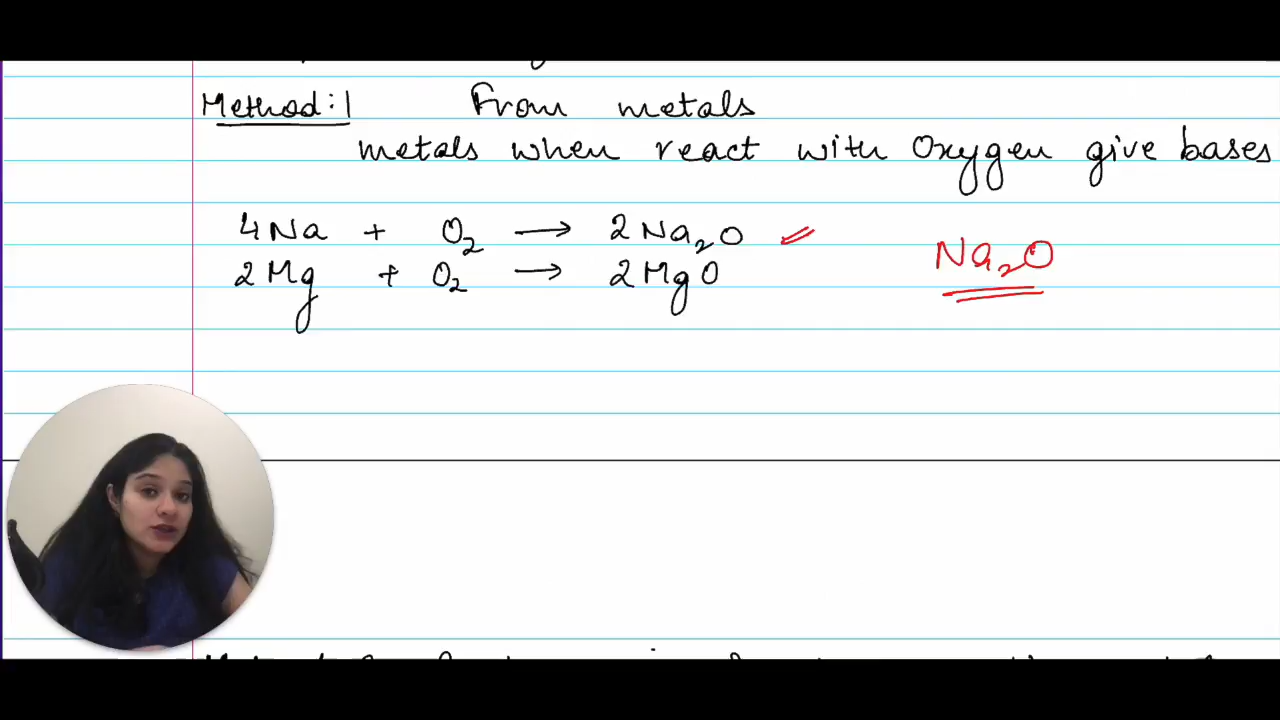 Method:1 From metals
metals when react with Oxygen give bases
4Na + O₂ → 2Na₂O
Na₂O
2Mg + O₂ → 2MgO